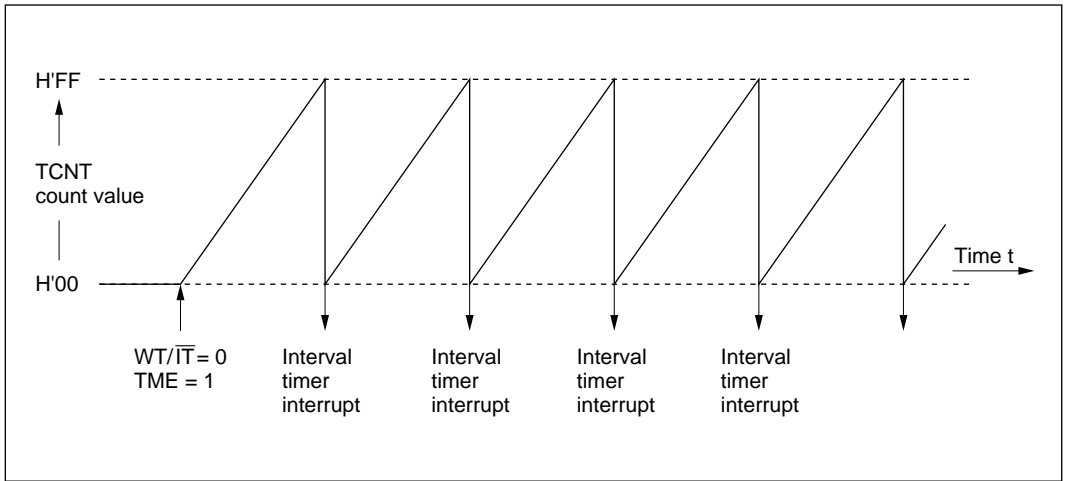 H'FF
TCNT
count value
H'00
Time t
WT/I̅T̅ = 0
TME = 1
Interval
timer
interrupt
Interval
timer
interrupt
Interval
timer
interrupt
Interval
timer
interrupt